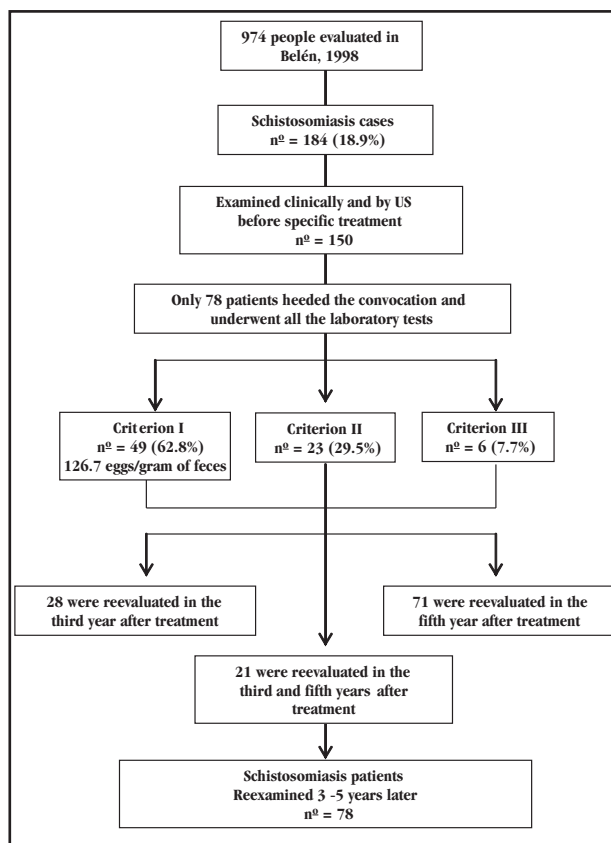 974 people evaluated in
Belén, 1998
Schistosomiasis cases
nº = 184 (18.9%)
Examined clinically and by US
before specific treatment
nº = 150
Only 78 patients heeded the convocation and
underwent all the laboratory tests
Criterion I
nº = 49 (62.8%)
126.7 eggs/gram of feces
Criterion II
nº = 23 (29.5%)
Criterion III
nº = 6 (7.7%)
28 were reevaluated in the
third year after treatment
71 were reevaluated in the
fifth year after treatment
21 were reevaluated in the
third and fifth years after
treatment
Schistosomiasis patients
Reexamined 3 -5 years later
nº = 78